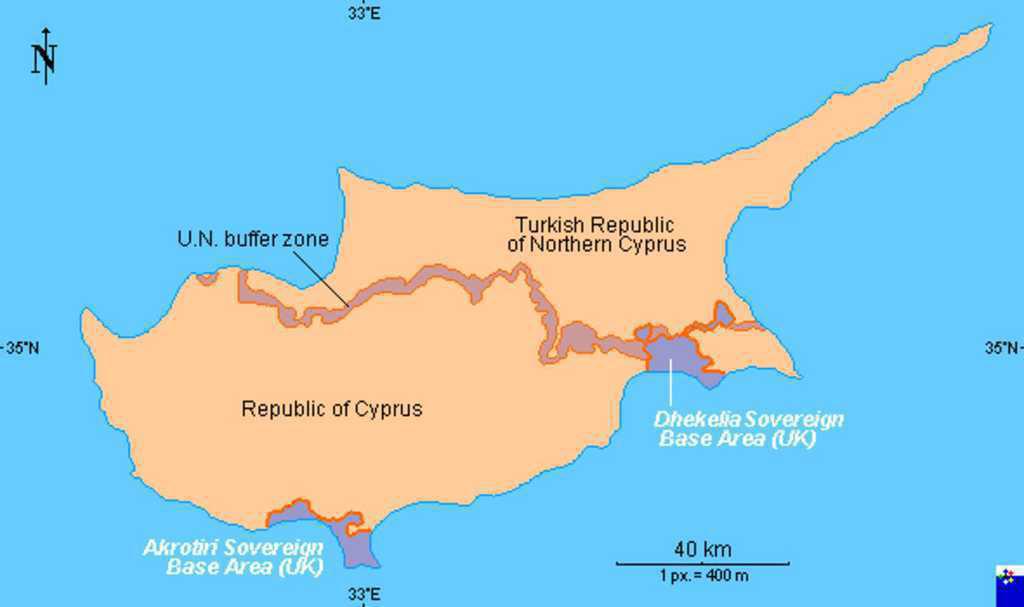 33°E
N
Turkish Republic
of Northern Cyprus
U.N. buffer zone
35°N
35°N
Republic of Cyprus
Dhekelia Sovereign
Base Area (UK)
Akrotiri Sovereign
Base Area (UK)
40 km
1 px. = 400 m
33°E